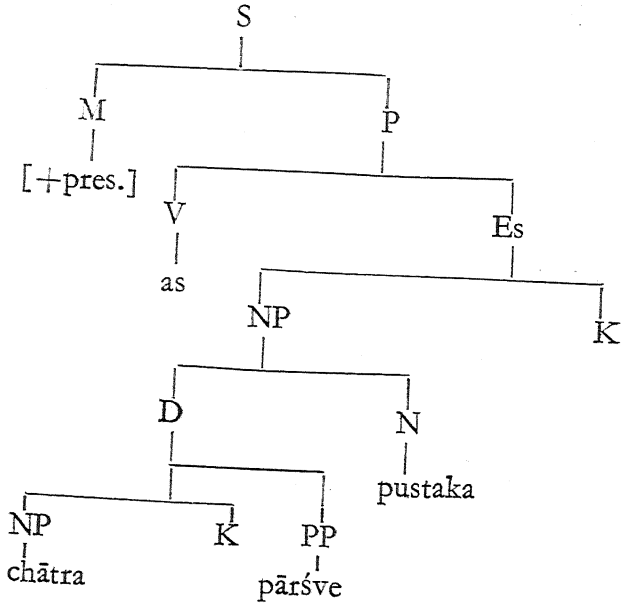 S
M P
[+pres.]
V Es
as
NP K
D N
pustaka
NP K PP
chātra pārśve